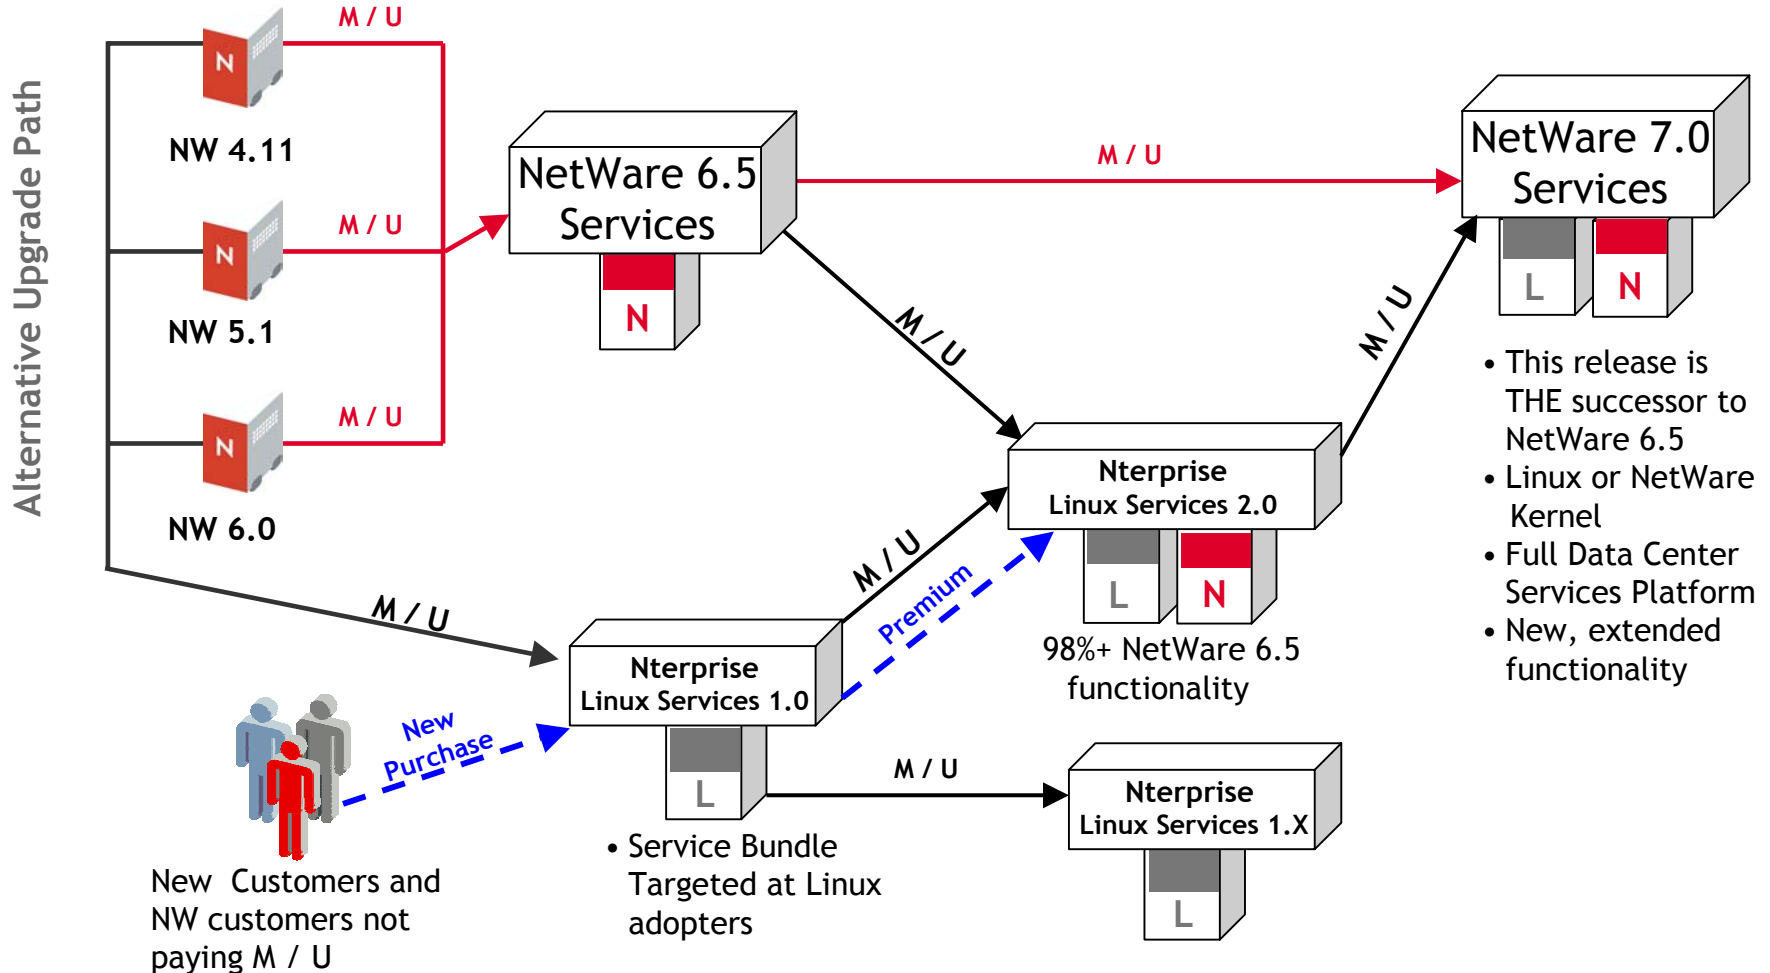 Alternative Upgrade Path
M / U
N
NW 4.11
M / U
N
NW 5.1
M / U
N
NW 6.0
NetWare 6.5
Services
N
M / U
NetWare 7.0
Services
L N
• This release is
THE successor to
NetWare 6.5
• Linux or NetWare
Kernel
• Full Data Center
Services Platform
• New, extended
functionality
M / U
M / U
Nterprise
Linux Services 2.0
L N
98%+ NetWare 6.5
functionality
M / U
Premium
M / U
Nterprise
Linux Services 1.0
L
• Service Bundle
Targeted at Linux
adopters
New
Purchase
New Customers and
NW customers not
paying M / U
M / U
Nterprise
Linux Services 1.X
L